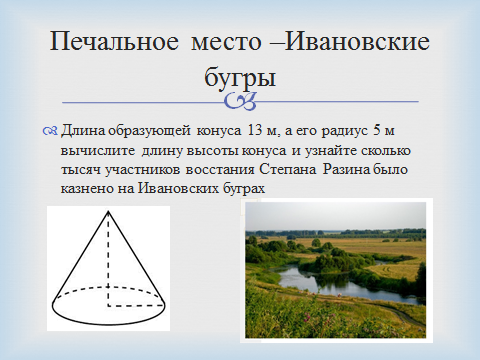 Печальное место –Ивановские
бугры
Длина образующей конуса 13 м, а его радиус 5 м
вычислите длину высоты конуса и узнайте сколько
тысяч участников восстания Степана Разина было
казнено на Ивановских буграх